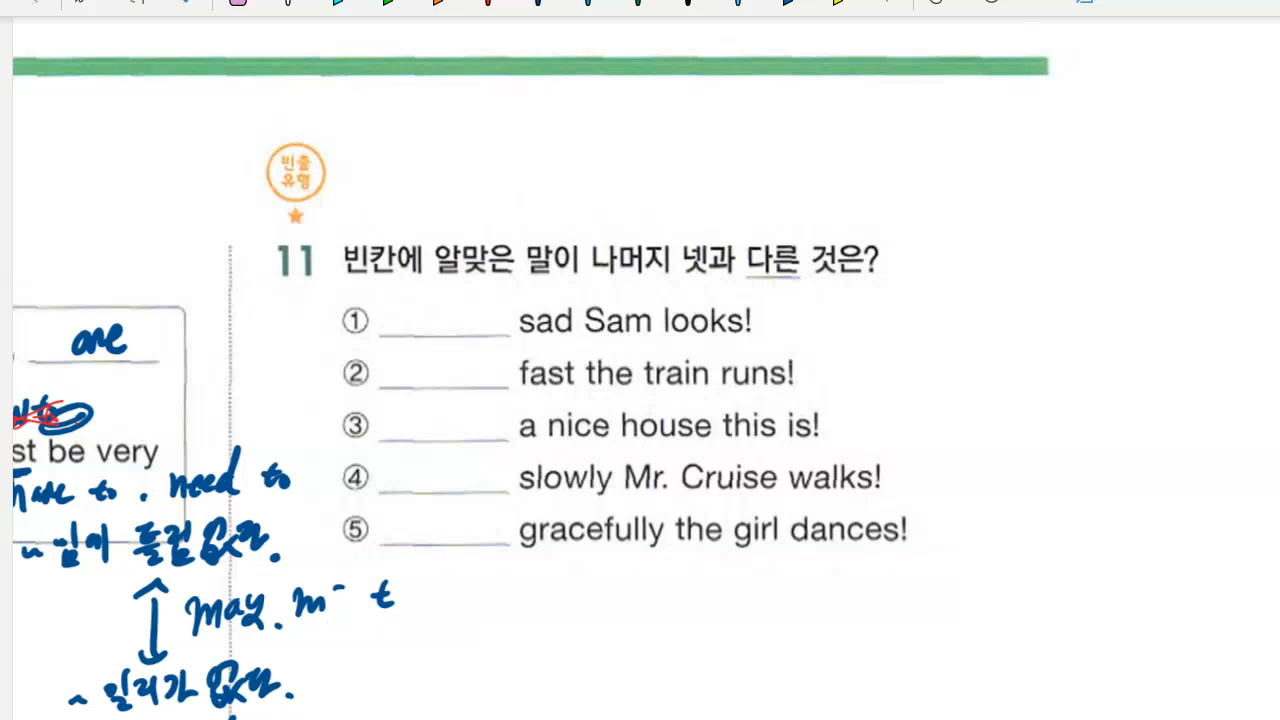 빈출
유형
11 빈칸에 알맞은 말이 나머지 넷과 다른 것은?
① ________ sad Sam looks!
② ________ fast the train runs!
③ ________ a nice house this is!
④ ________ slowly Mr. Cruise walks!
⑤ ________ gracefully the girl dances!
are
st be very
have to . need to
~ 임에 틀림 없다.
may.
~ 일리가 없다.